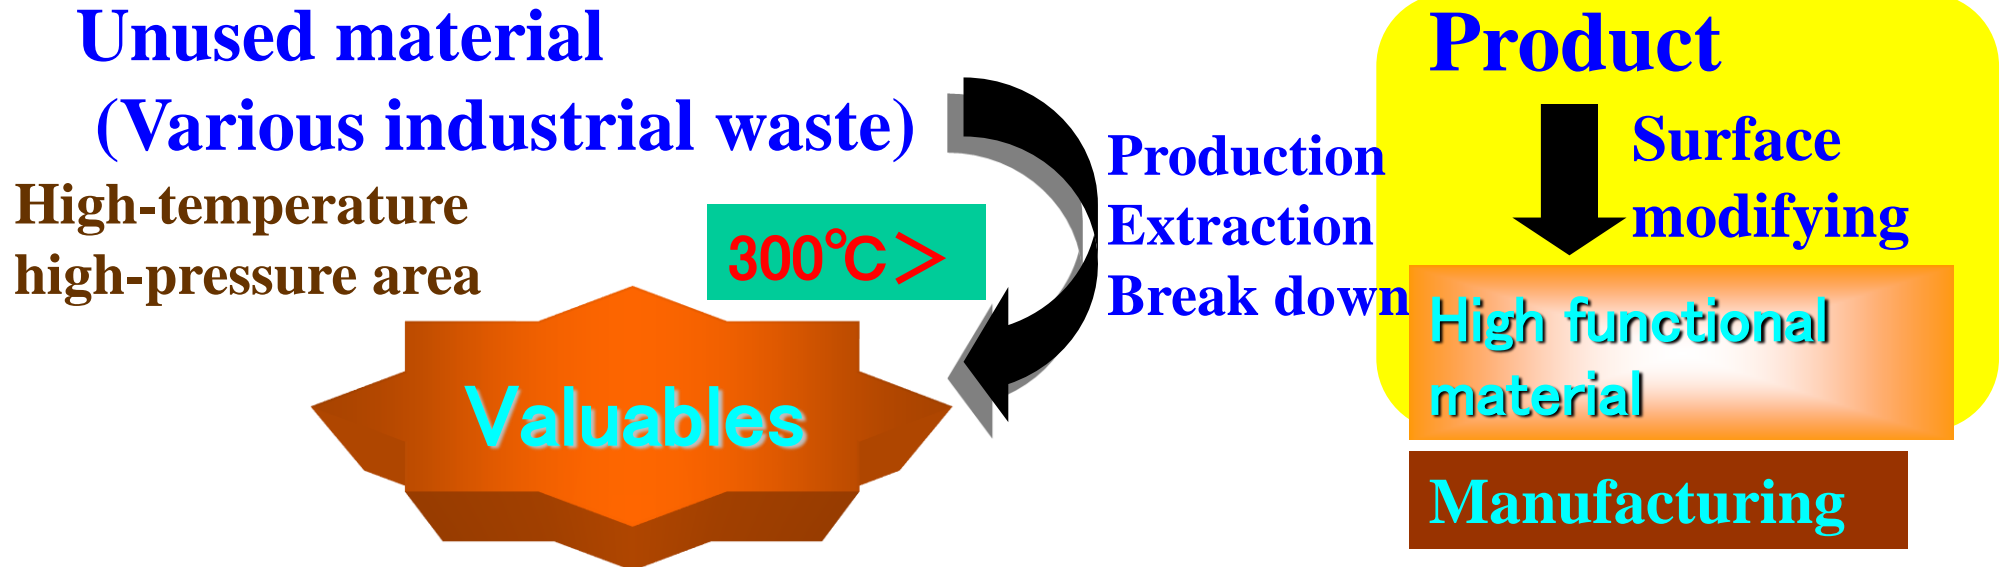 Unused material
(Various industrial waste)
High-temperature
high-pressure area
300℃＞
Valuables
Production
Extraction
Break down
Product
Surface
modifying
High functional
material
Manufacturing